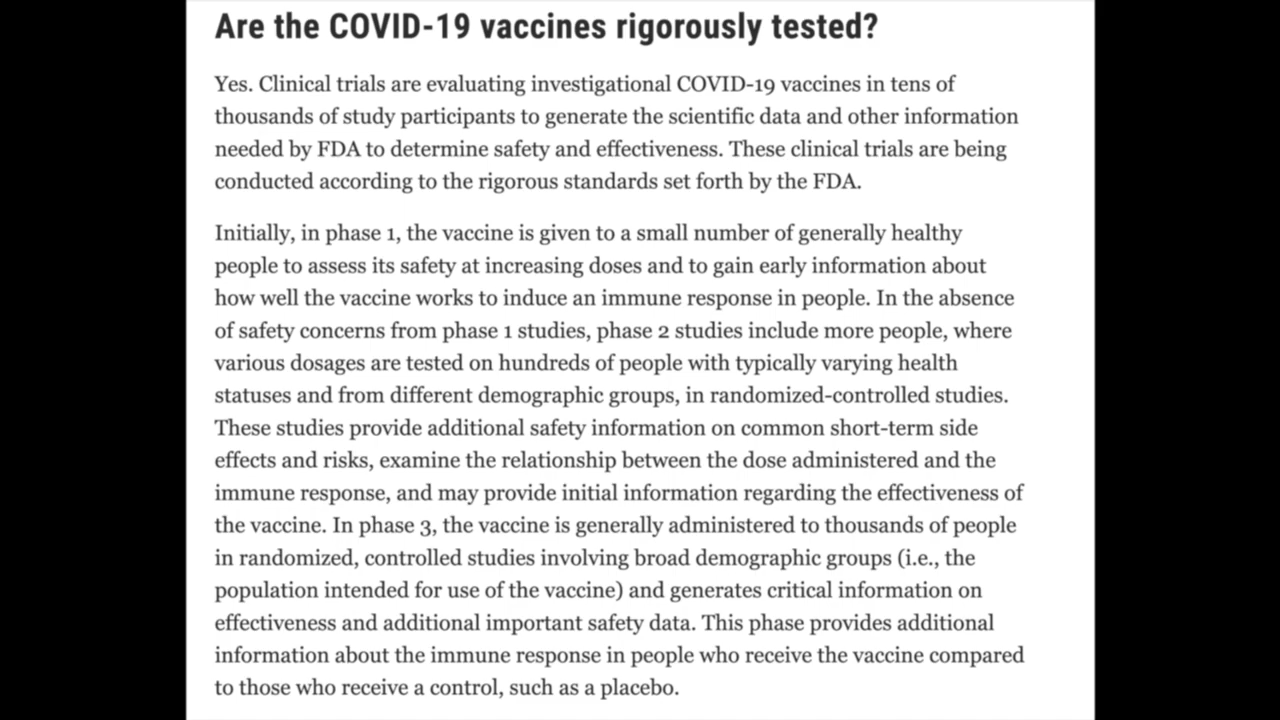 Are the COVID-19 vaccines rigorously tested?
Yes. Clinical trials are evaluating investigational COVID-19 vaccines in tens of
thousands of study participants to generate the scientific data and other information
needed by FDA to determine safety and effectiveness. These clinical trials are being
conducted according to the rigorous standards set forth by the FDA.
Initially, in phase 1, the vaccine is given to a small number of generally healthy
people to assess its safety at increasing doses and to gain early information about
how well the vaccine works to induce an immune response in people. In the absence
of safety concerns from phase 1 studies, phase 2 studies include more people, where
various dosages are tested on hundreds of people with typically varying health
statuses and from different demographic groups, in randomized-controlled studies.
These studies provide additional safety information on common short-term side
effects and risks, examine the relationship between the dose administered and the
immune response, and may provide initial information regarding the effectiveness of
the vaccine. In phase 3, the vaccine is generally administered to thousands of people
in randomized, controlled studies involving broad demographic groups (i.e., the
population intended for use of the vaccine) and generates critical information on
effectiveness and additional important safety data. This phase provides additional
information about the immune response in people who receive the vaccine compared
to those who receive a control, such as a placebo.